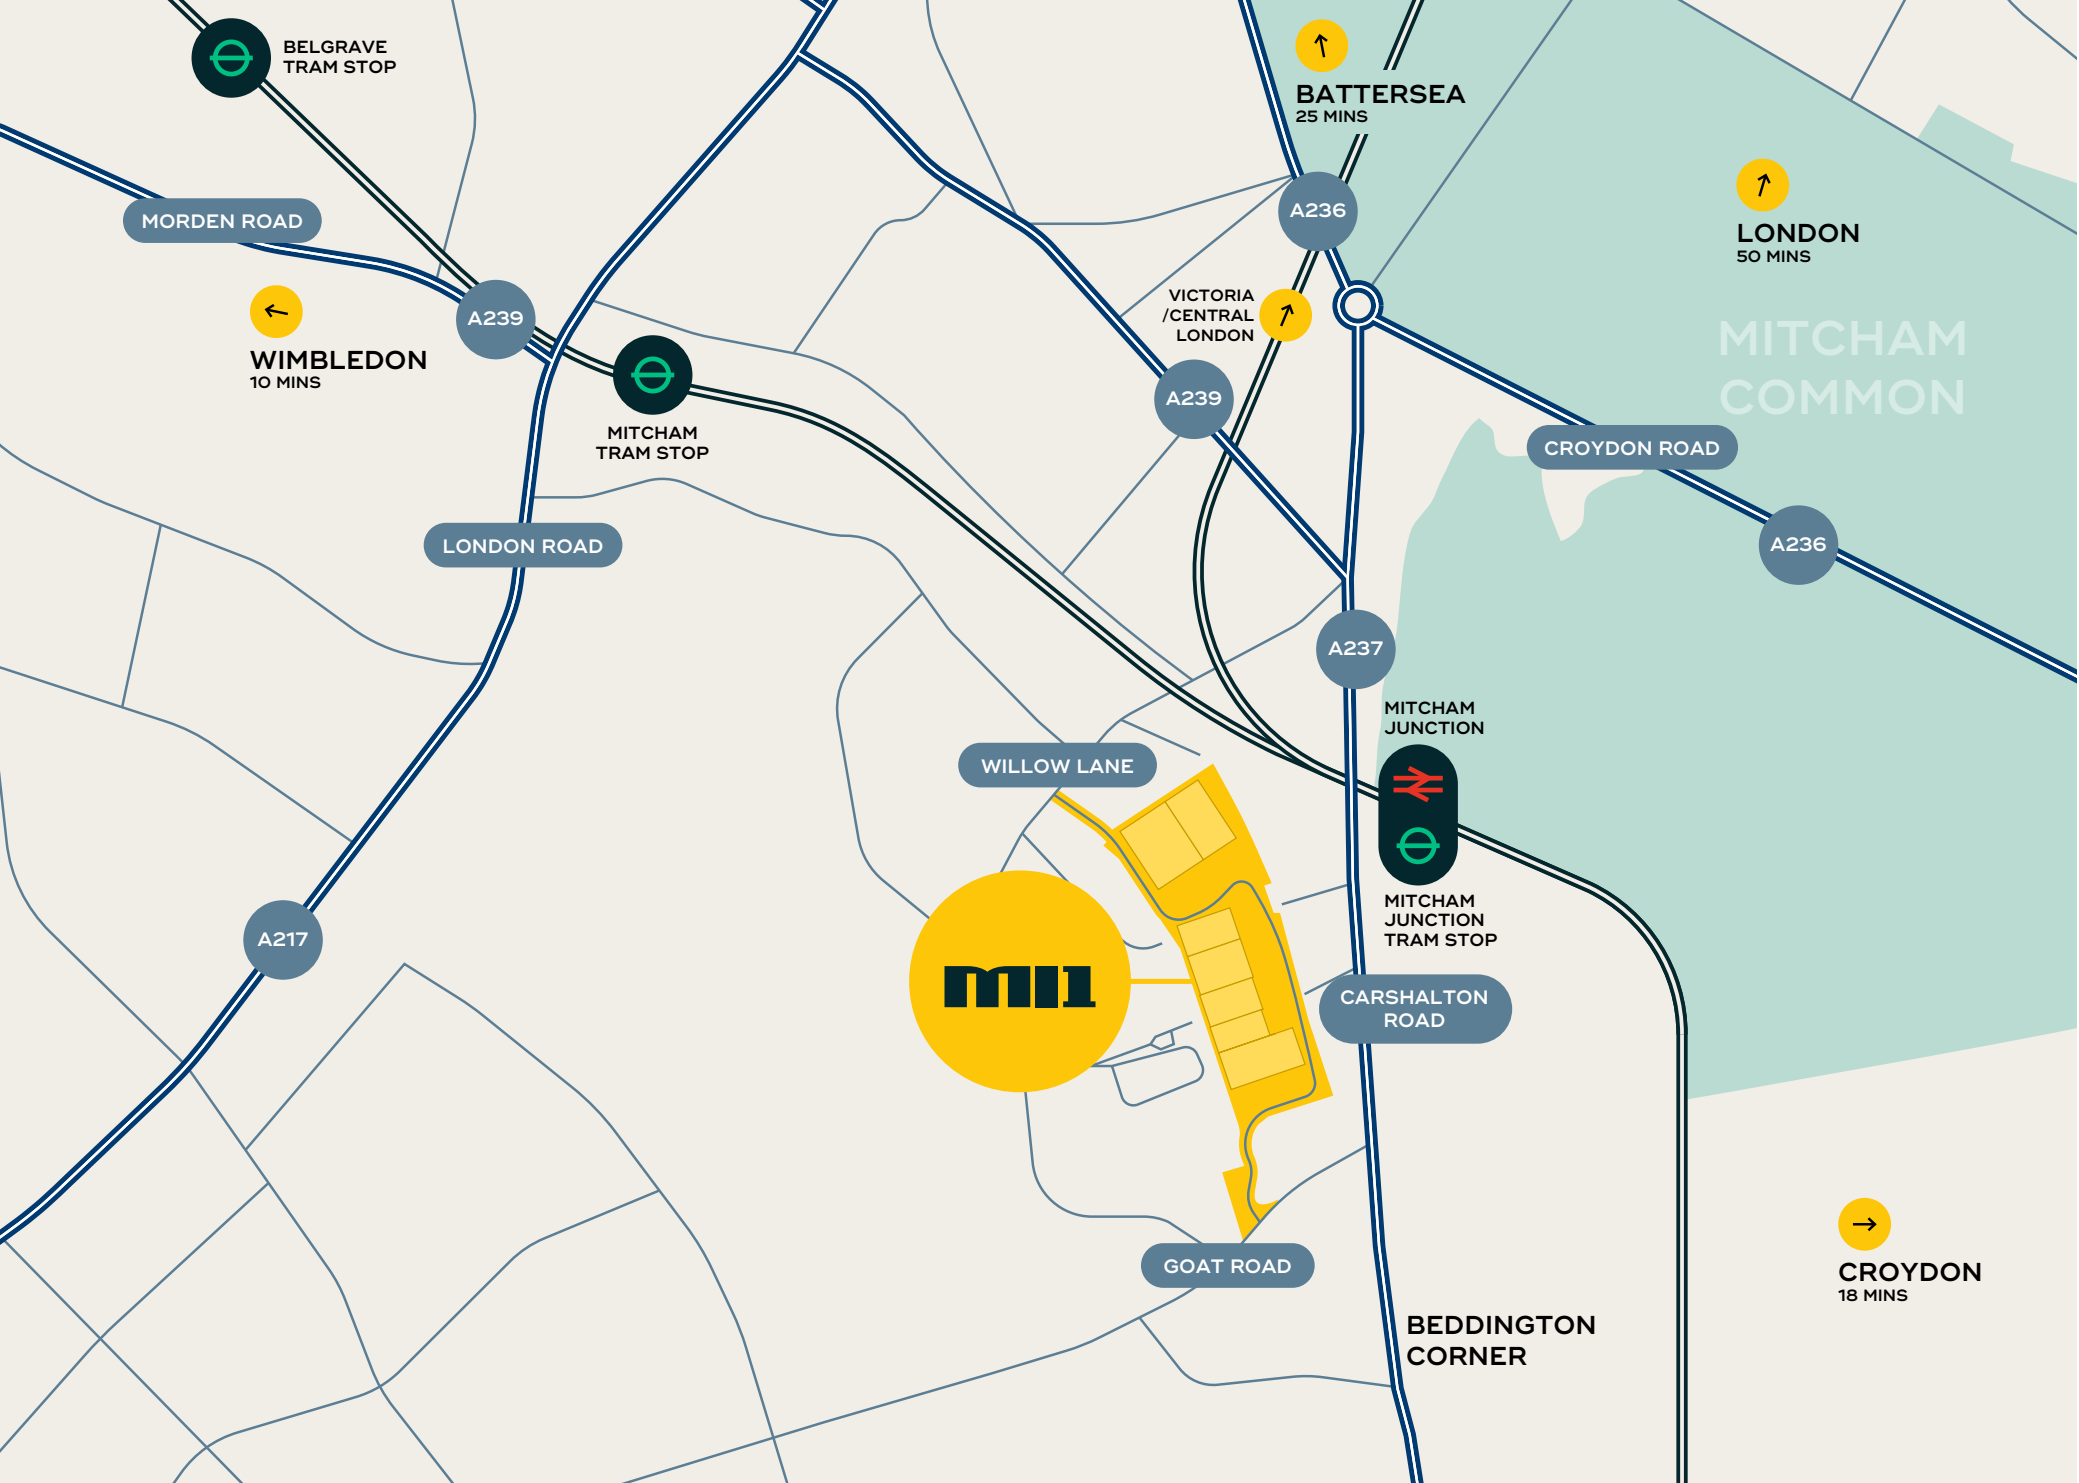 BELGRAVE
TRAM STOP
BATTERSEA
25 MINS
MORDEN ROAD
A236
LONDON
50 MINS
WIMBLEDON
10 MINS
A239
VICTORIA
/CENTRAL
LONDON
MITCHAM
COMMON
MITCHAM
TRAM STOP
A239
CROYDON ROAD
LONDON ROAD
A236
A237
MITCHAM
JUNCTION
WILLOW LANE
MITCHAM
JUNCTION
TRAM STOP
A217
CARSHALTON
ROAD
GOAT ROAD
CROYDON
18 MINS
BEDDINGTON
CORNER